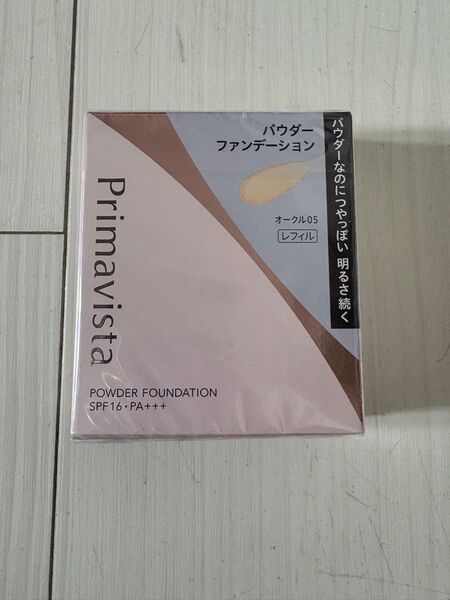 パウダー
ファンデーション
オークル05
レフィル
パウダーなのにつやっぽい 明るさ続く
Primavista
POWDER FOUNDATION
SPF16・PA+++